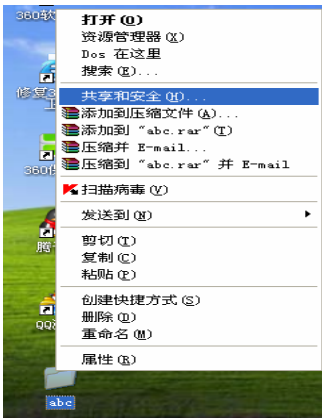 360软
打开(O)
资源管理器(X)
Dos 在这里
搜索(E)...
修复3
共享和安全(H)...
添加到压缩文件(A)...
添加到 "abc.rar"(T)
压缩并 E-mail...
压缩到 "abc.rar" 并 E-mail
扫描病毒(V)
发送到(N)
剪切(T)
复制(C)
粘贴(P)
创建快捷方式(S)
删除(D)
重命名(M)
属性(R)
abc